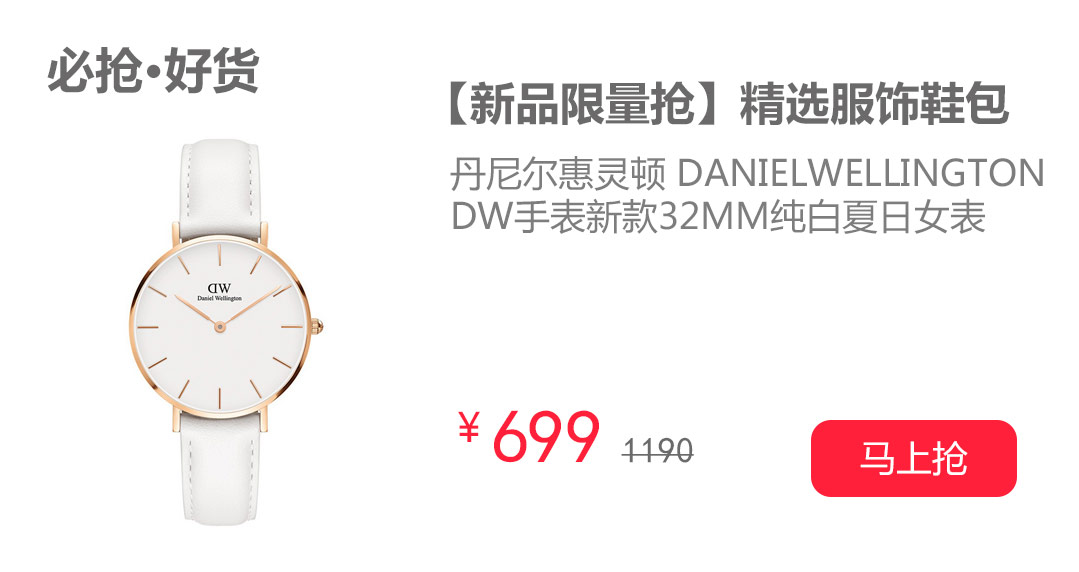 必抢·好货
【新品限量抢】精选服饰鞋包
丹尼尔惠灵顿 DANIELWELLINGTON
DW手表新款32MM纯白夏日女表
DW
Daniel Wellington
¥699 1190
马上抢